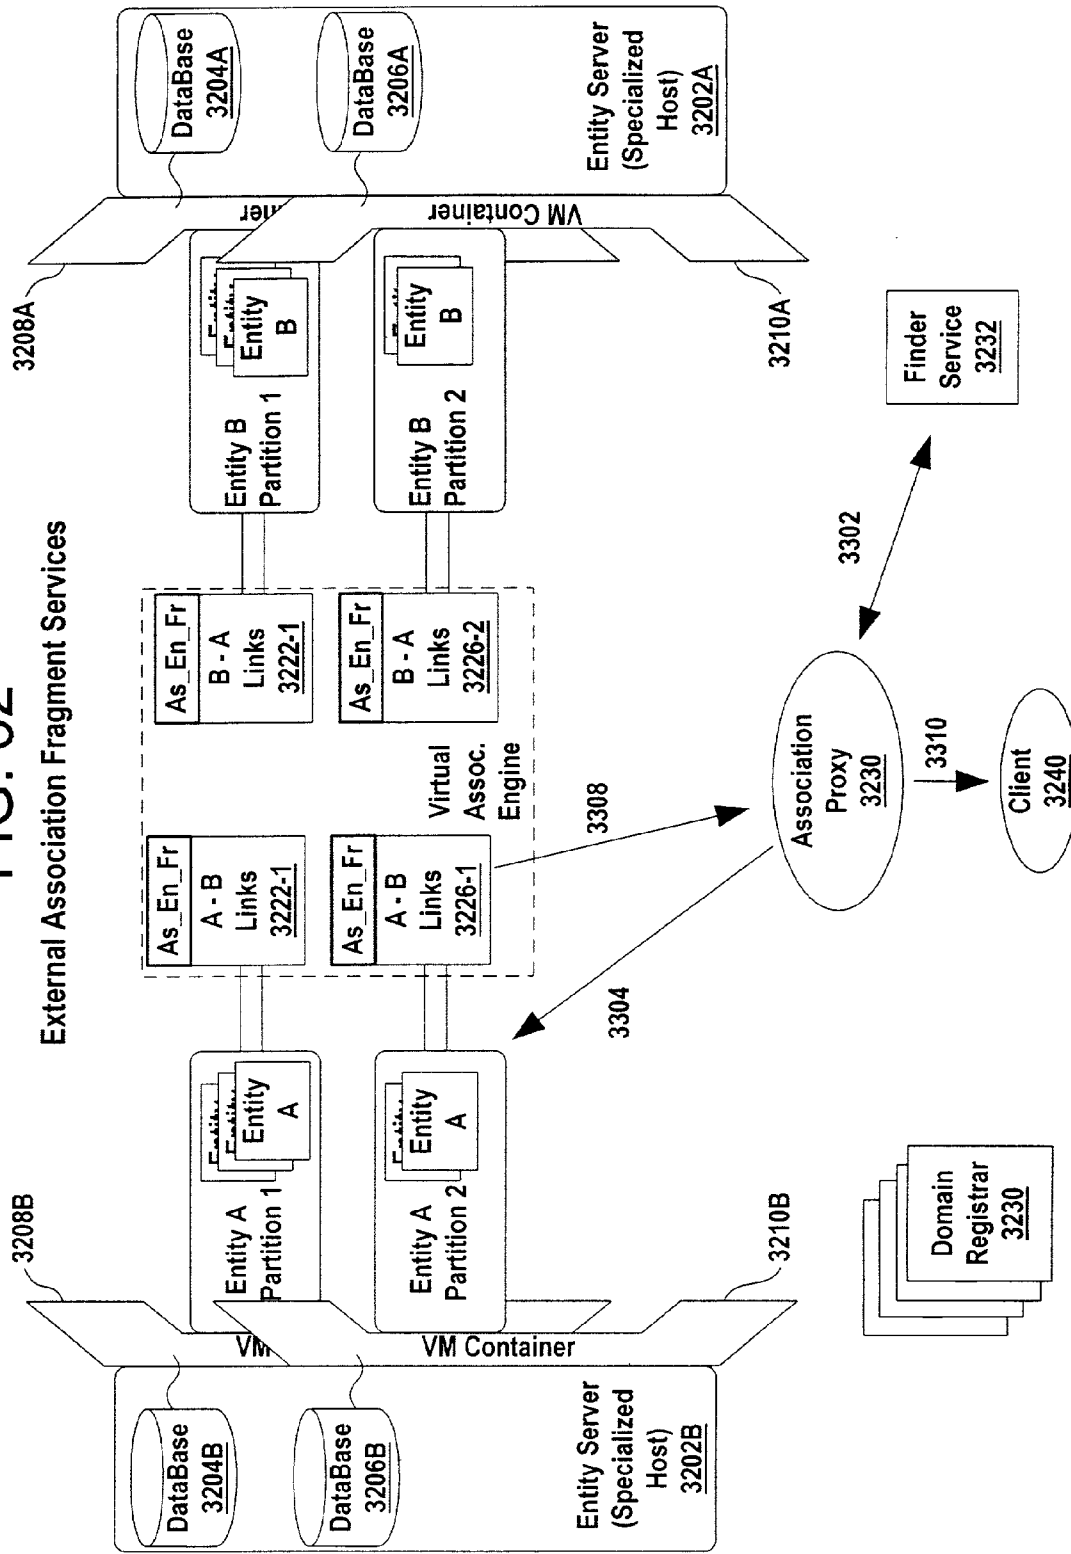 External Association Fragment Services
3208B
3208A
DataBase
3204B
DataBase
3206B
Entity Server
(Specialized
Host)
3202B
VM
VM Container
3210B
Entity A
Partition 1
Entity
A
Entity A
Partition 2
Entity
A
As_En_Fr
A - B
Links
3222-1
As_En_Fr
A - B
Links
3226-1
Virtual
Assoc.
Engine
As_En_Fr
B - A
Links
3222-1
As_En_Fr
B - A
Links
3226-2
Entity B
Partition 1
Entity
B
Entity B
Partition 2
Entity
B
VM Container
3210A
DataBase
3204A
DataBase
3206A
Entity Server
(Specialized
Host)
3202A
3304
3308
3302
Domain
Registrar
3230
Association
Proxy
3230
3310
Client
3240
Finder
Service
3232